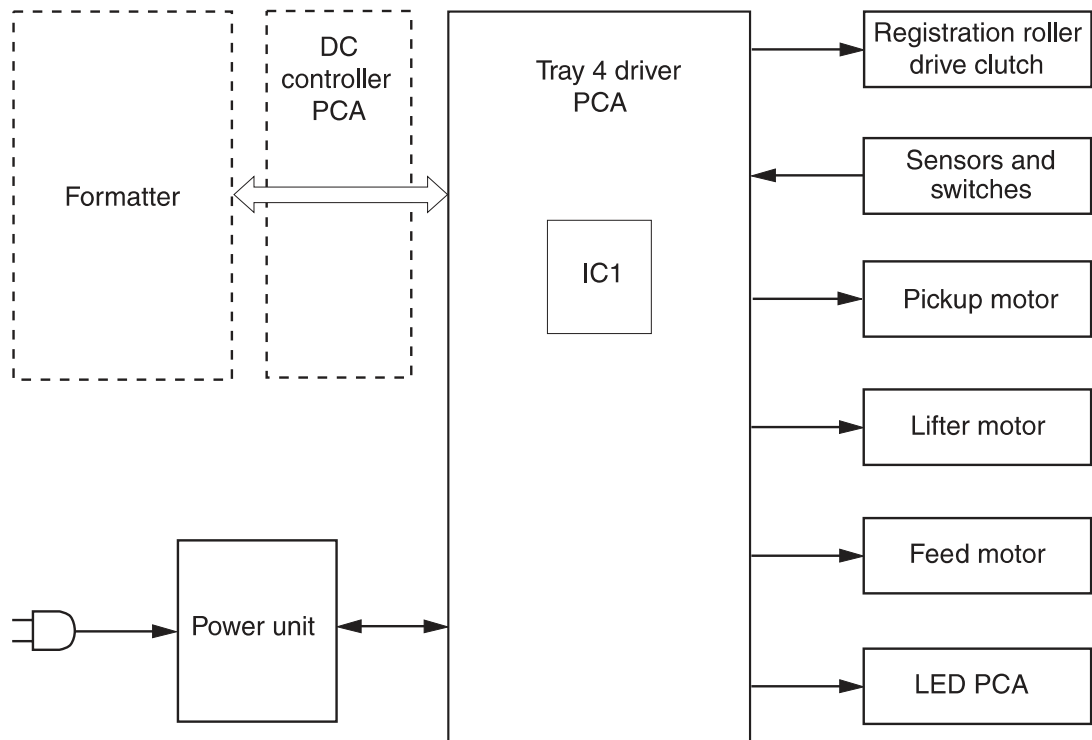 Formatter
DC
controller
PCA
Tray 4 driver
PCA
IC1
Power unit
Registration roller
drive clutch
Sensors and
switches
Pickup motor
Lifter motor
Feed motor
LED PCA